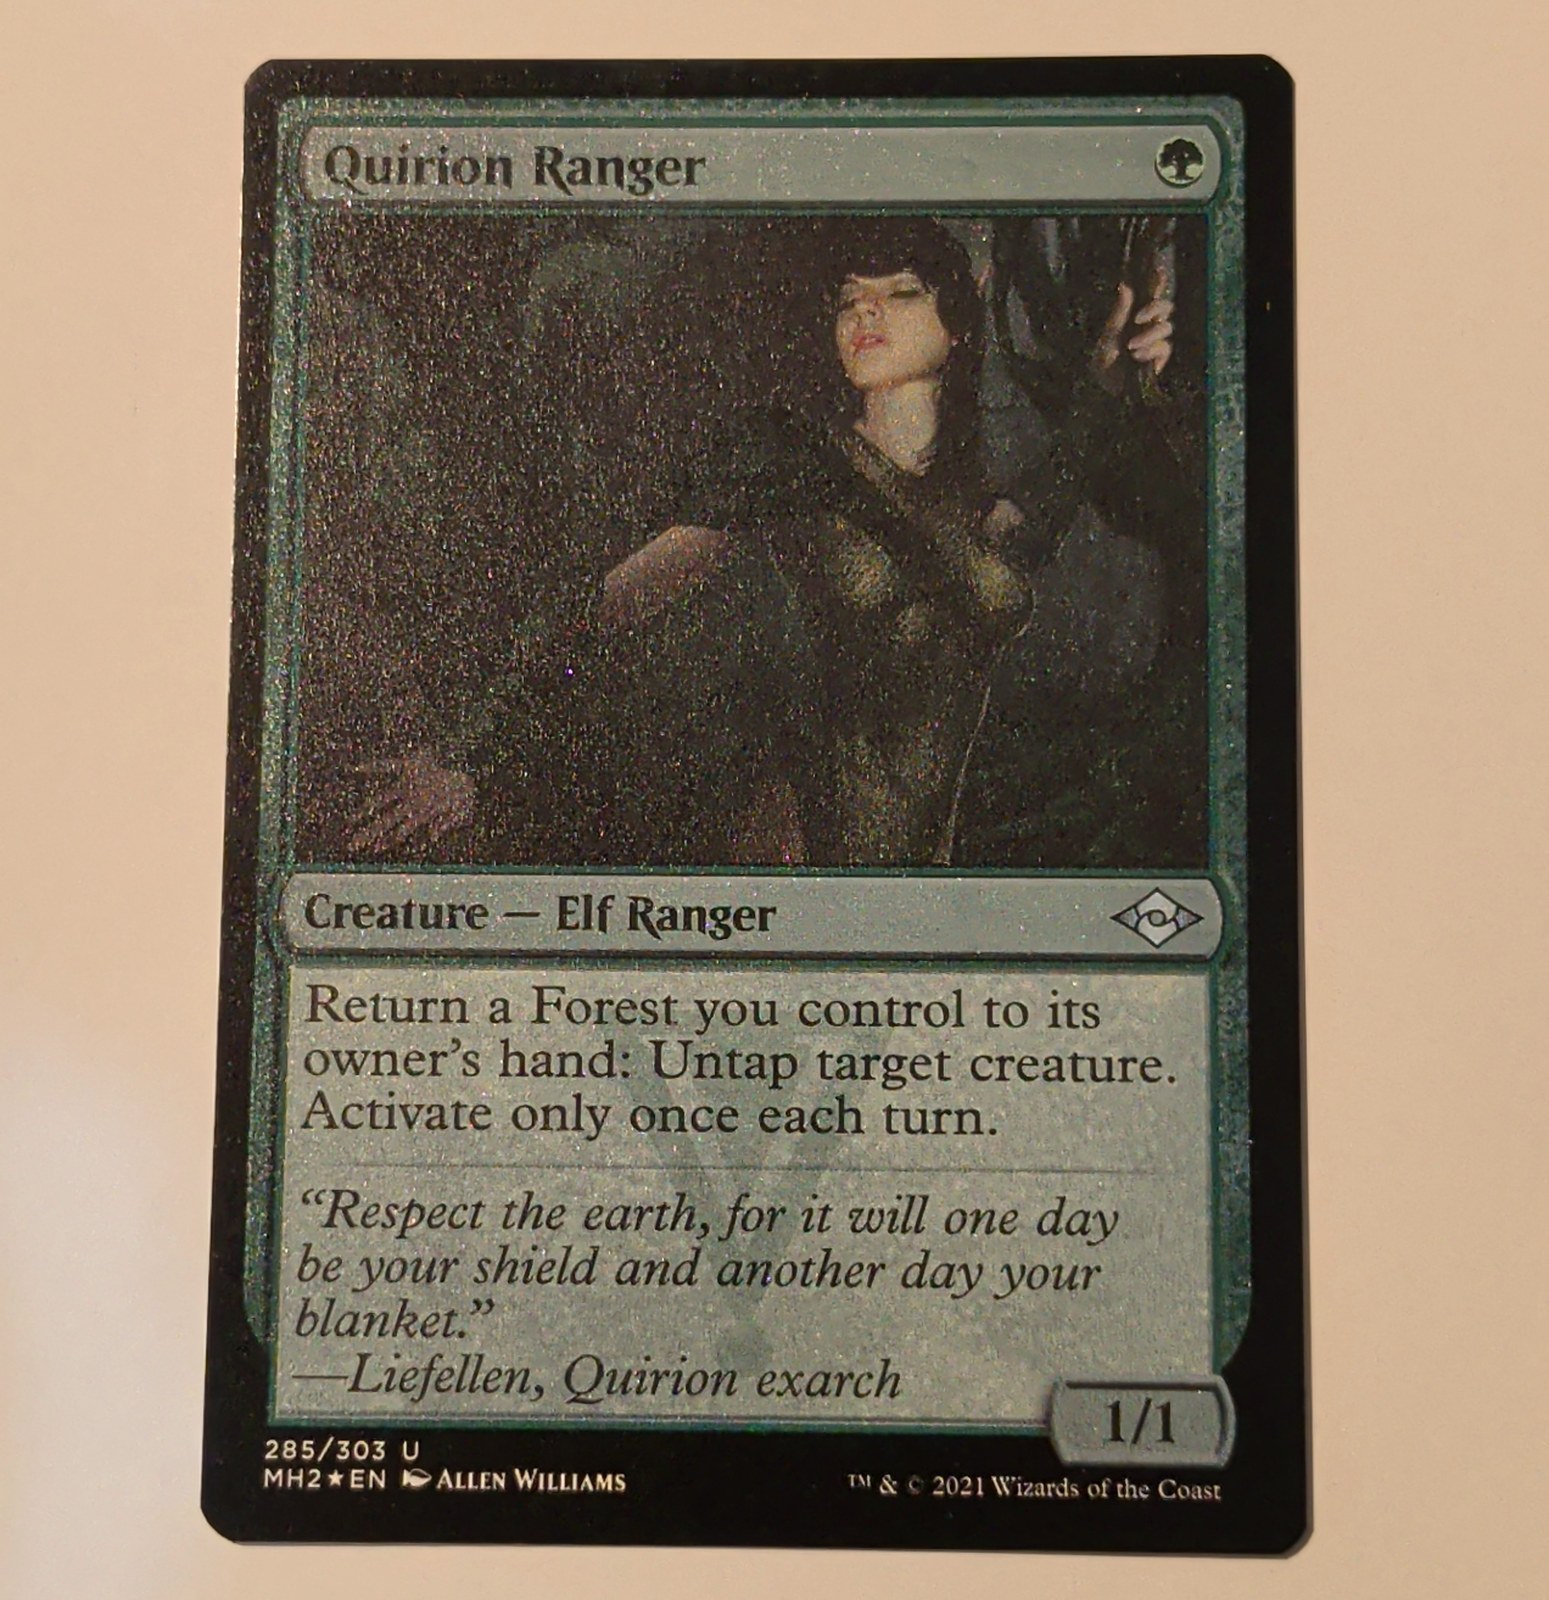 Quirion Ranger
Creature — Elf Ranger
Return a Forest you control to its
owner's hand: Untap target creature.
Activate only once each turn.
“Respect the earth, for it will one day
be your shield and another day your
blanket.”
—Liefellen, Quirion exarch
1/1
285/303 U
MH2★EN ALLEN WILLIAMS
™ & © 2021 Wizards of the Coast